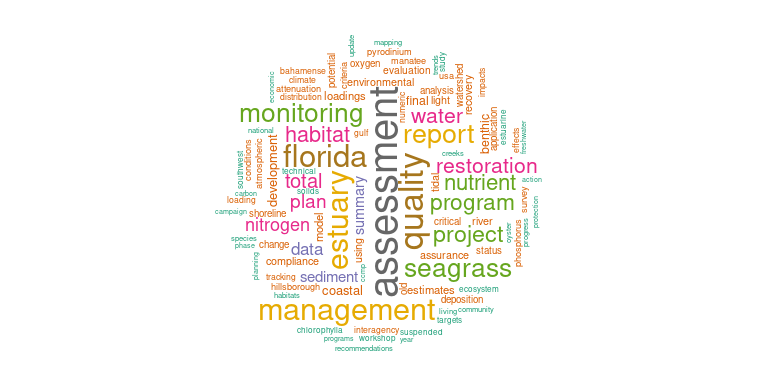 mapping
update
pyrodinium
trends
study
oxygen
manatee
bahamense
potential
criteria
evaluation
usa
watershed
recovery
impacts
economic
climate
environmental
attenuation
analysis
distribution
loadings
final
light
numeric
monitoring
water
report
benthic
application
estuarine
national
habitat
gulf
assessment
effects
freshwater
southwest
conditions
atmospheric
development
florida
quality
creeks
restoration
technical
carbon
total
solids
tidal
nutrient
action
loading
plan
estuary
summary
program
survey
protection
campaign
shoreline
nitrogen
model
critical
river
oyster
progress
species
phase
change
data
using
project
phosphorus
status
planning
compliance
assurance
tracking
sediment
comp
seagrass
hillsborough
coastal
old
estimates
ecosystem
habitats
management
deposition
living
community
targets
chlorophylla
interagency
suspended
programs
workshop
year
recommendations